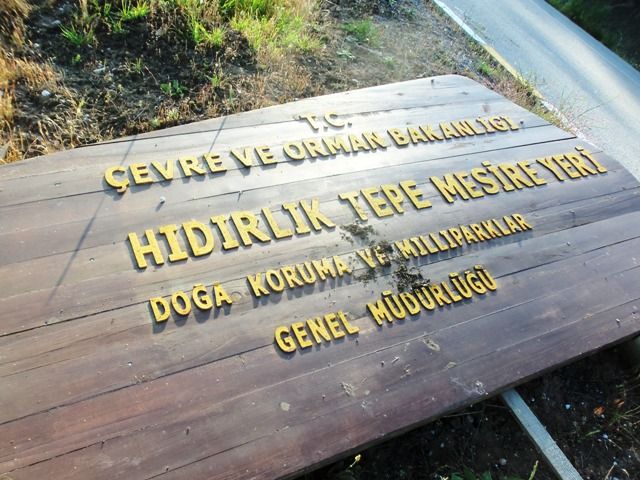 T.C.
ÇEVRE VE ORMAN BAKANLIĞI
HIDIRLIK TEPE MESİRE YERİ
DOĞA KORUMA VE MİLLİPARKLAR
GENEL MÜDÜRLÜĞÜ